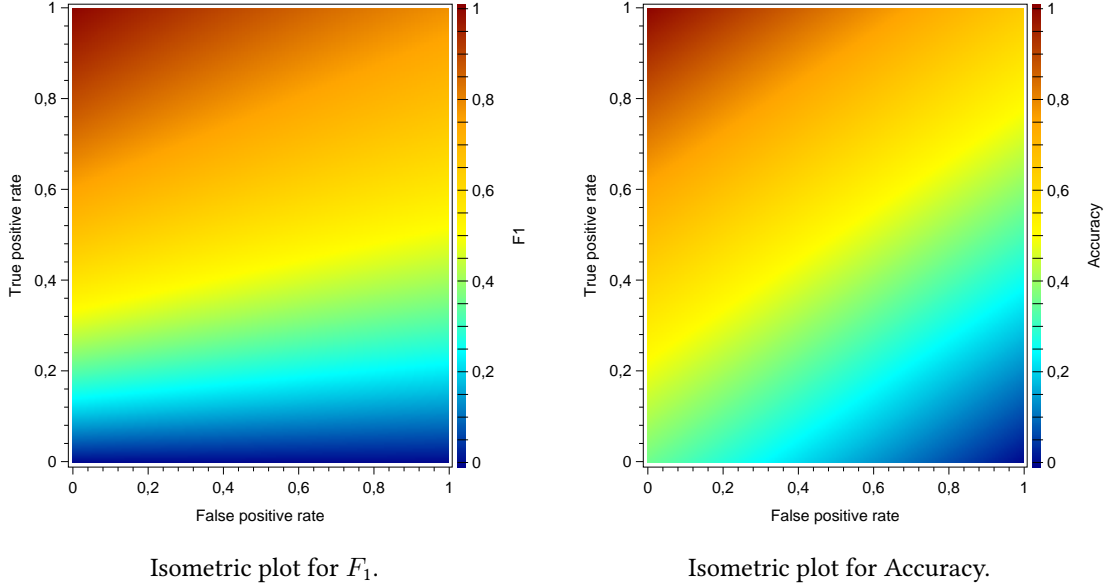 1
0,8
0,6
0,4
0,2
0
0 0,2 0,4 0,6 0,8 1
True positive rate
False positive rate
1
0,8
0,6
0,4
0,2
0
F1
Isometric plot for F₁.
1
0,8
0,6
0,4
0,2
0
0 0,2 0,4 0,6 0,8 1
True positive rate
False positive rate
1
0,8
0,6
0,4
0,2
0
Accuracy
Isometric plot for Accuracy.